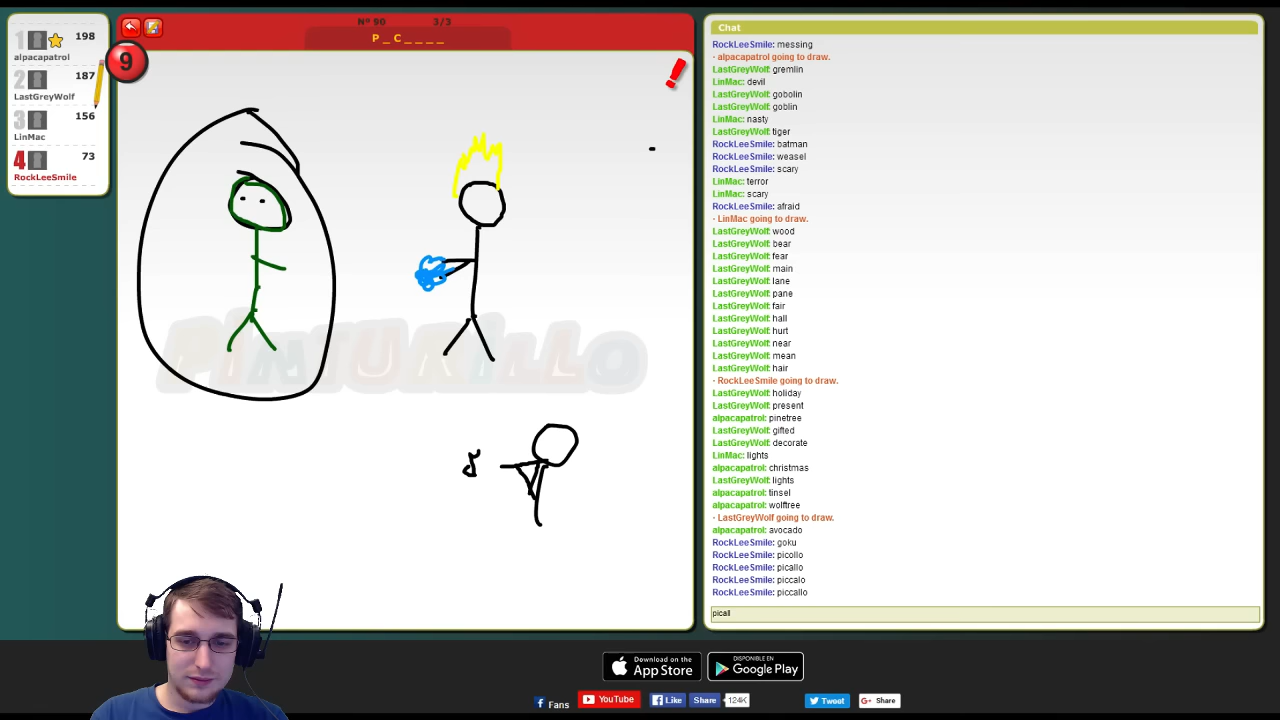 1 198
alpacapatrol
2 187
LastGreyWolf
3 156
LinMac
4 73
RockLeeSmile
Nº 90 3/3
P _ C _ _ _ _
9
PINTURILLO
Chat
RockLeeSmile: messing
- alpacapatrol going to draw.
LastGreyWolf: gremlin
LinMac: devil
LastGreyWolf: gobolin
LastGreyWolf: goblin
LinMac: nasty
LastGreyWolf: tiger
RockLeeSmile: batman
RockLeeSmile: weasel
RockLeeSmile: scary
LinMac: terror
LinMac: scary
RockLeeSmile: afraid
- LinMac going to draw.
LastGreyWolf: wood
LastGreyWolf: bear
LastGreyWolf: fear
LastGreyWolf: main
LastGreyWolf: lane
LastGreyWolf: pane
LastGreyWolf: fair
LastGreyWolf: hall
LastGreyWolf: hurt
LastGreyWolf: near
LastGreyWolf: mean
LastGreyWolf: hair
- RockLeeSmile going to draw.
LastGreyWolf: holiday
LastGreyWolf: present
alpacapatrol: pinetree
LastGreyWolf: gifted
LastGreyWolf: decorate
LinMac: lights
alpacapatrol: christmas
LastGreyWolf: lights
alpacapatrol: tinsel
alpacapatrol: wolftree
- LastGreyWolf going to draw.
alpacapatrol: avocado
RockLeeSmile: goku
RockLeeSmile: picollo
RockLeeSmile: picallo
RockLeeSmile: piccalo
RockLeeSmile: piccallo
picall
Download on the App Store
DISPONIBLE EN Google Play
Fans YouTube Like Share 124K Tweet G+ Share